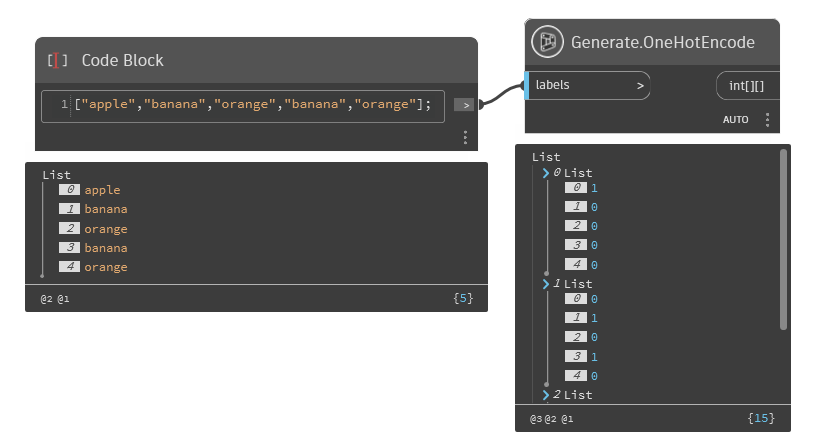 [I] Code Block
1 ["apple","banana","orange","banana","orange"];
>
List
0 apple
1 banana
2 orange
3 banana
4 orange
@2 @1 {5}
Generate.OneHotEncode
labels > int[][]
AUTO
List
0 List
0 1
1 0
2 0
3 0
4 0
1 List
0 0
1 1
2 0
3 1
4 0
2 List
@3 @2 @1 {15}